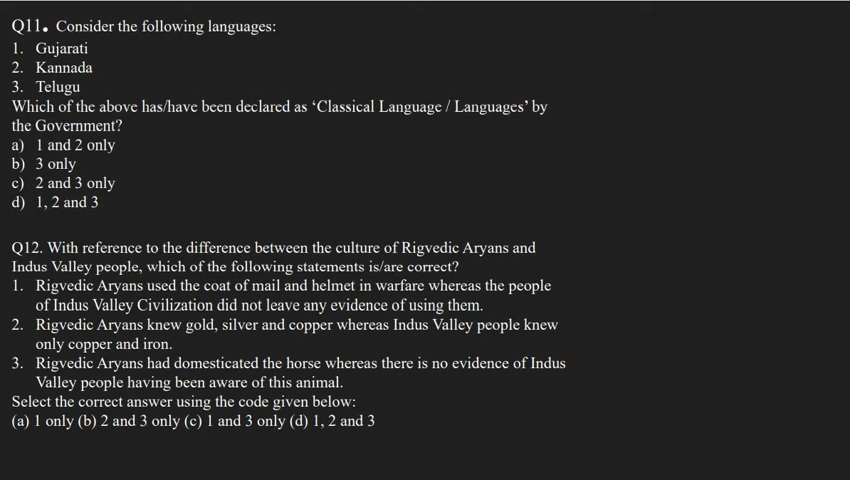 Q11. Consider the following languages:
1. Gujarati
2. Kannada
3. Telugu
Which of the above has/have been declared as ‘Classical Language / Languages’ by
the Government?
a) 1 and 2 only
b) 3 only
c) 2 and 3 only
d) 1, 2 and 3
Q12. With reference to the difference between the culture of Rigvedic Aryans and
Indus Valley people, which of the following statements is/are correct?
1. Rigvedic Aryans used the coat of mail and helmet in warfare whereas the people
of Indus Valley Civilization did not leave any evidence of using them.
2. Rigvedic Aryans knew gold, silver and copper whereas Indus Valley people knew
only copper and iron.
3. Rigvedic Aryans had domesticated the horse whereas there is no evidence of Indus
Valley people having been aware of this animal.
Select the correct answer using the code given below:
(a) 1 only (b) 2 and 3 only (c) 1 and 3 only (d) 1, 2 and 3